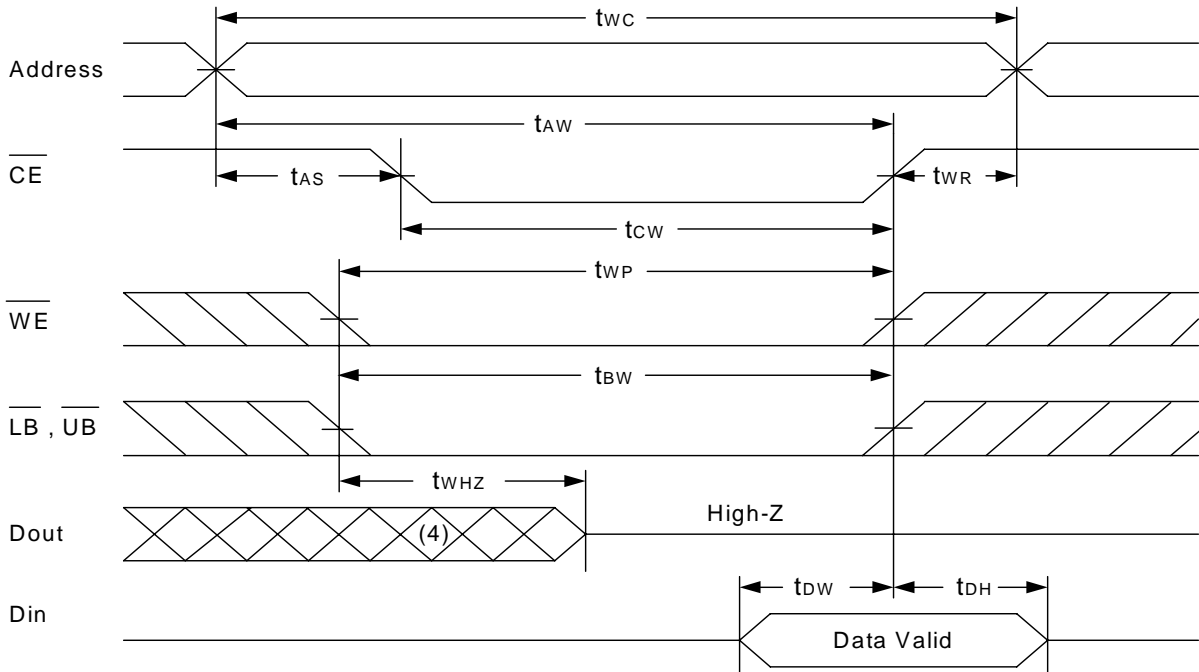 tWC
Address
tAW
CE
tAS
tWR
tCW
tWP
WE
tBW
LB , UB
tWHZ
Dout
(4)
High-Z
tDW
tDH
Din
Data Valid